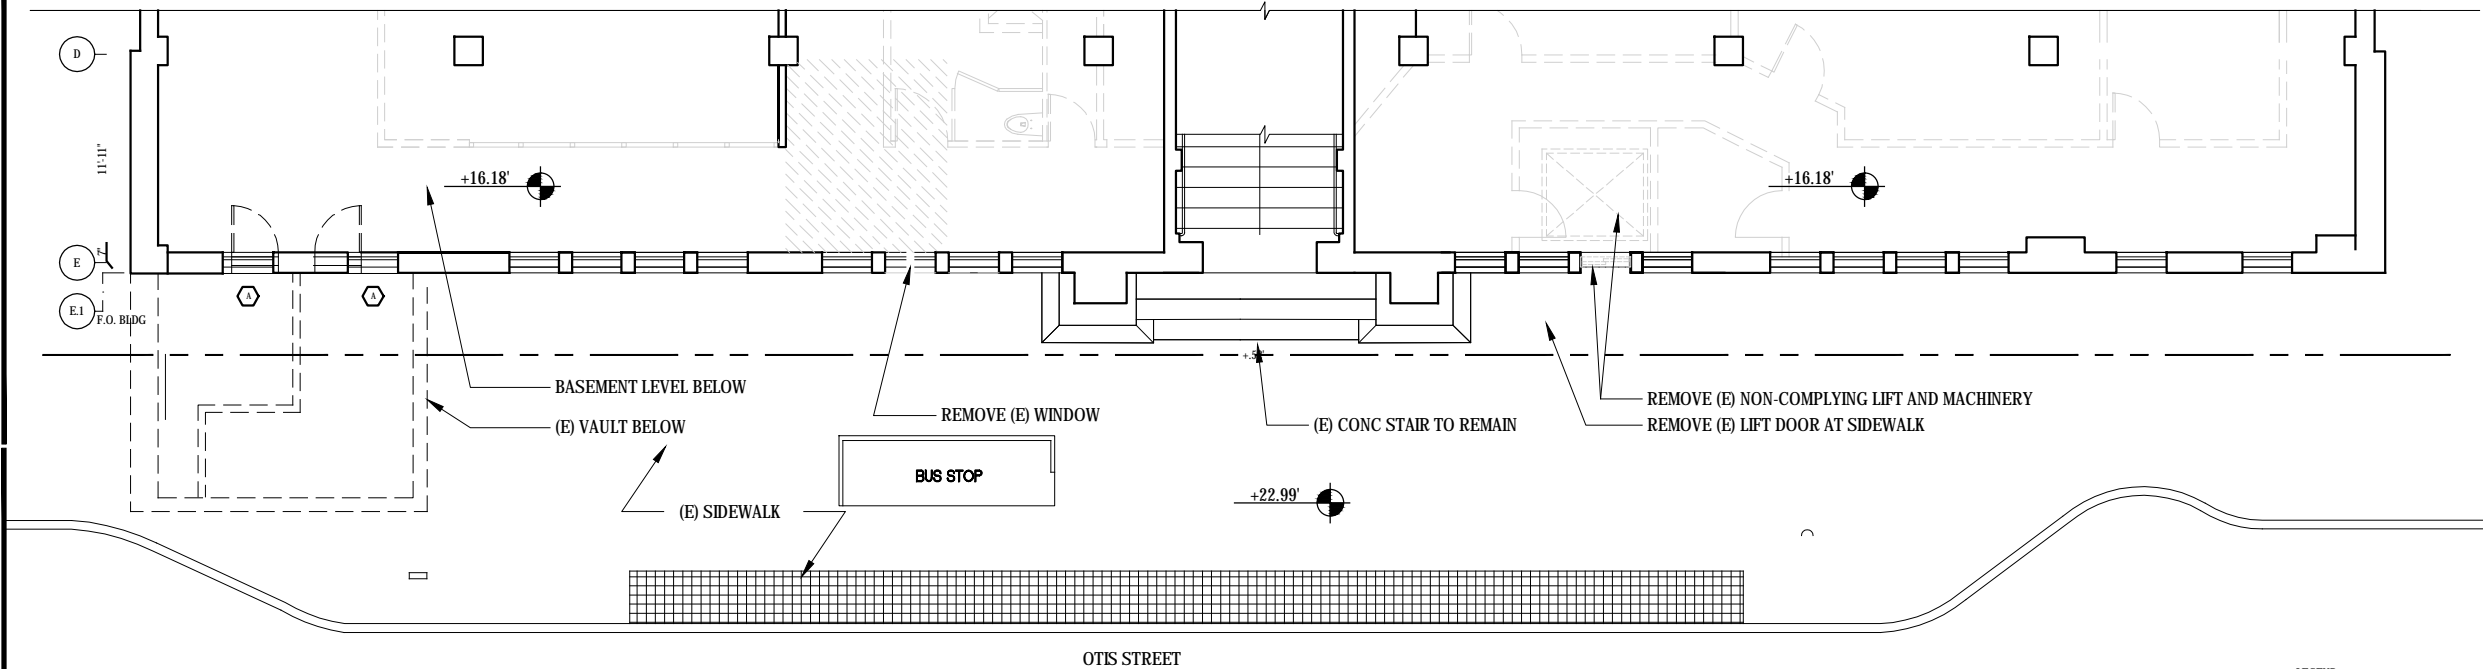 D
11'-11"
+16.18'
+16.18'
E
7"
A
A
E.1
F.O. BLDG
BASEMENT LEVEL BELOW
(E) VAULT BELOW
REMOVE (E) WINDOW
(E) CONC STAIR TO REMAIN
REMOVE (E) NON-COMPLYING LIFT AND MACHINERY
REMOVE (E) LIFT DOOR AT SIDEWALK
BUS STOP
(E) SIDEWALK
+22.99'
OTIS STREET